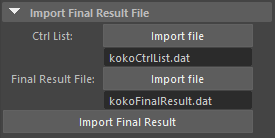 Import Final Result File
Ctrl List: Import file
kokoCtrlList.dat
Final Result File: Import file
kokoFinalResult.dat
Import Final Result